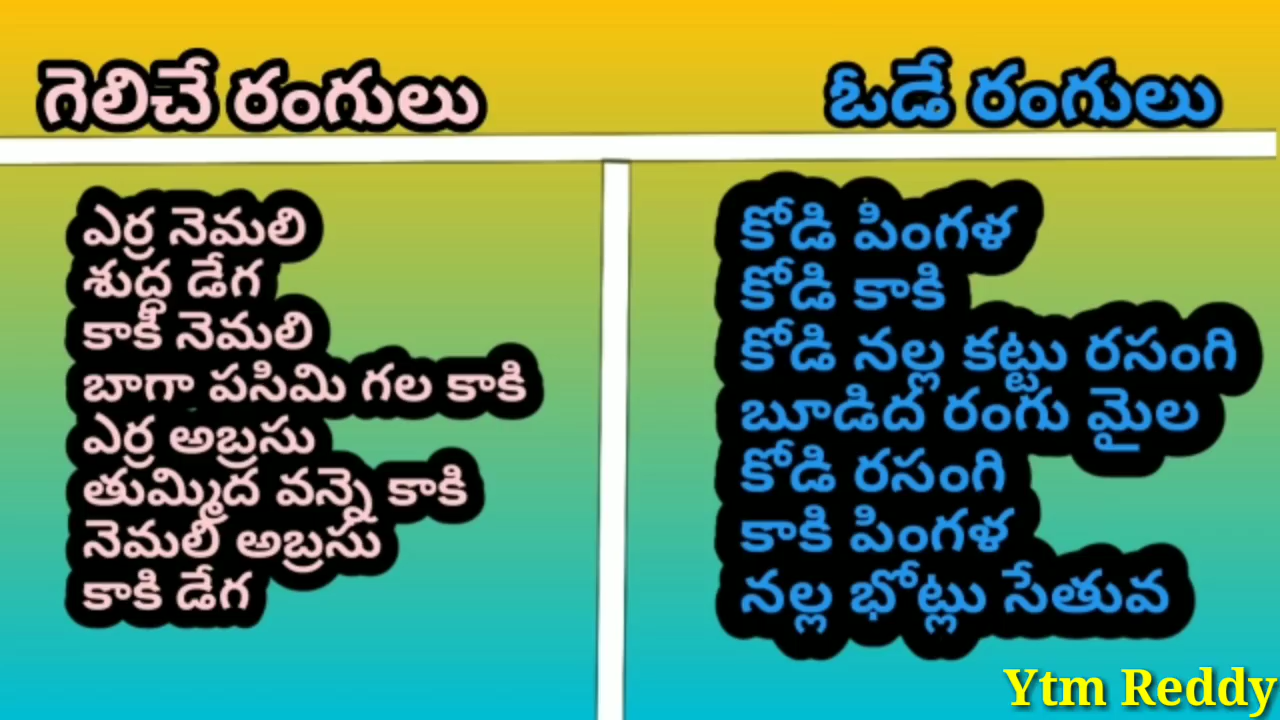 గెలిచే రంగులు
ఓడే రంగులు
ఎర్ర నెమలి
శుద్ధ డేగ
కాకి నెమలి
బాగా పసిమి గల కాకి
ఎర్ర అబ్రసు
తుమ్మిద వన్నె కాకి
నెమలి అబ్రసు
కాకి డేగ
కోడి పింగళ
కోడి కాకి
కోడి నల్ల కట్టు రసంగి
బూడిద రంగు మైల
కోడి రసంగి
కాకి పింగళ
నల్ల భోట్లు సేతువ
Ytm Reddy